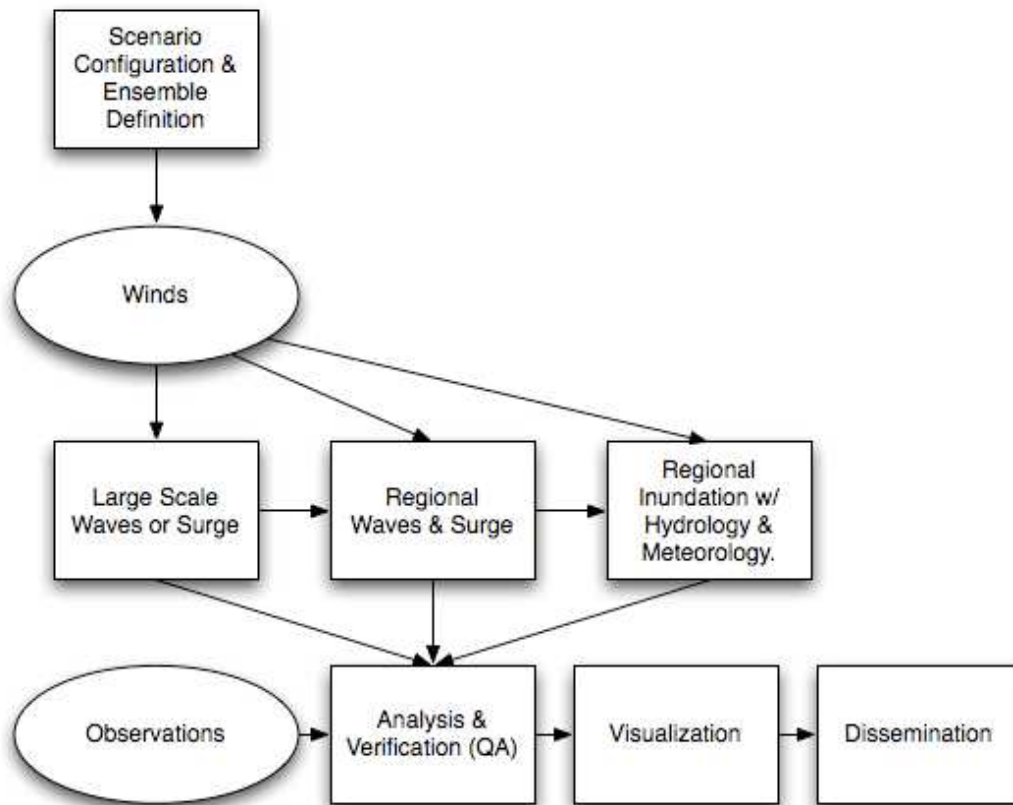 Scenario
Configuration &
Ensemble
Definition
Winds
Large Scale
Waves or Surge
Regional
Waves & Surge
Regional
Inundation w/
Hydrology &
Meteorology.
Observations
Analysis &
Verification (QA)
Visualization
Dissemination